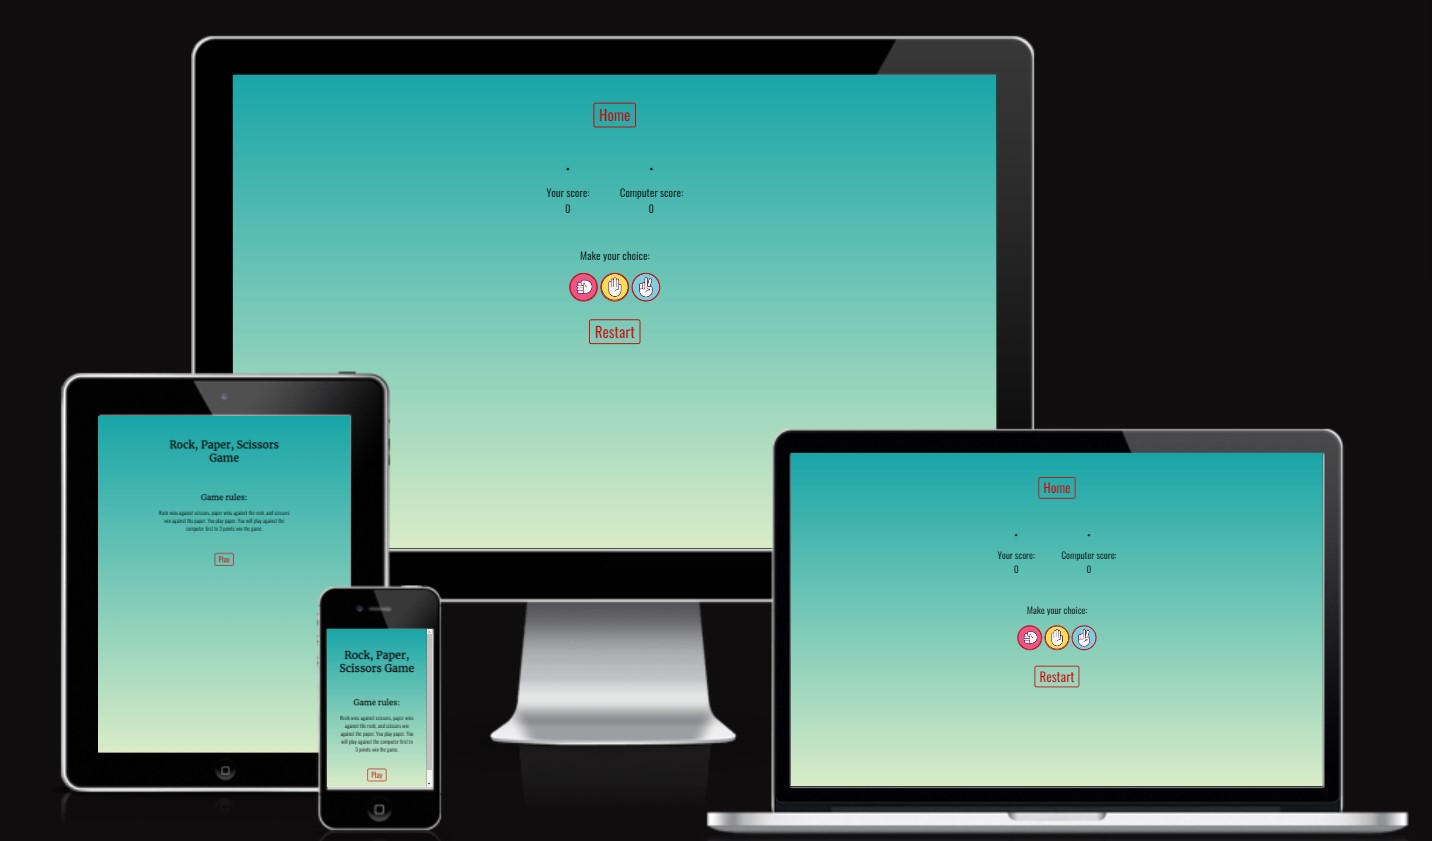 Home
.
.
Your score:
Computer score:
0
0
Make your choice:
Restart
Rock, Paper, Scissors
Game
Game rules:
Rock wins against scissors, paper wins against the rock, and scissors
win against the paper. You play paper. You will play against the
computer first to 3 points win the game.
Play
Rock, Paper,
Scissors Game
Game rules:
Rock wins against scissors, paper wins
against the rock, and scissors win
against the paper. You play paper. You
will play against the computer first to
3 points win the game.
Play
Home
.
.
Your score:
Computer score:
0
0
Make your choice:
Restart